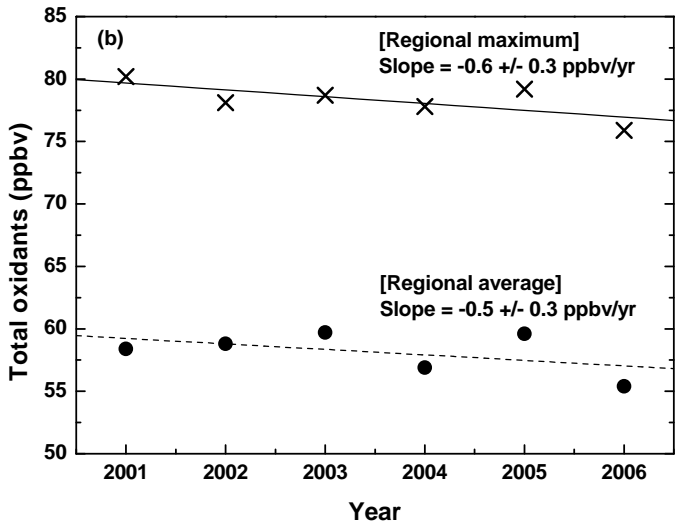 (b)
[Regional maximum]
Slope = -0.6 +/- 0.3 ppbv/yr
[Regional average]
Slope = -0.5 +/- 0.3 ppbv/yr
Total oxidants (ppbv)
85
80
75
70
65
60
55
50
2001 2002 2003 2004 2005 2006
Year